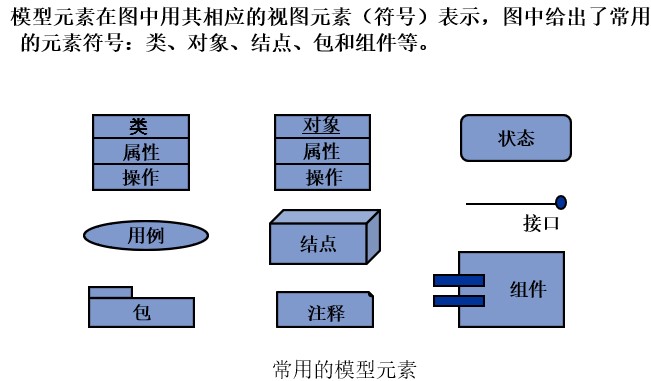 模型元素在图中用其相应的视图元素（符号）表示，图中给出了常用
的元素符号：类、对象、结点、包和组件等。
类
属性
操作
对象
属性
操作
状态
接口
用例
结点
组件
包
注释
常用的模型元素